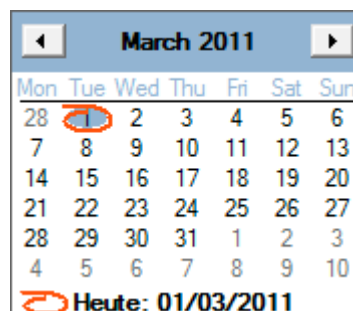 March 2011
Mon Tue Wed Thu Fri Sat Sun
28 1 2 3 4 5 6
7 8 9 10 11 12 13
14 15 16 17 18 19 20
21 22 23 24 25 26 27
28 29 30 31 1 2 3
4 5 6 7 8 9 10
Heute: 01/03/2011